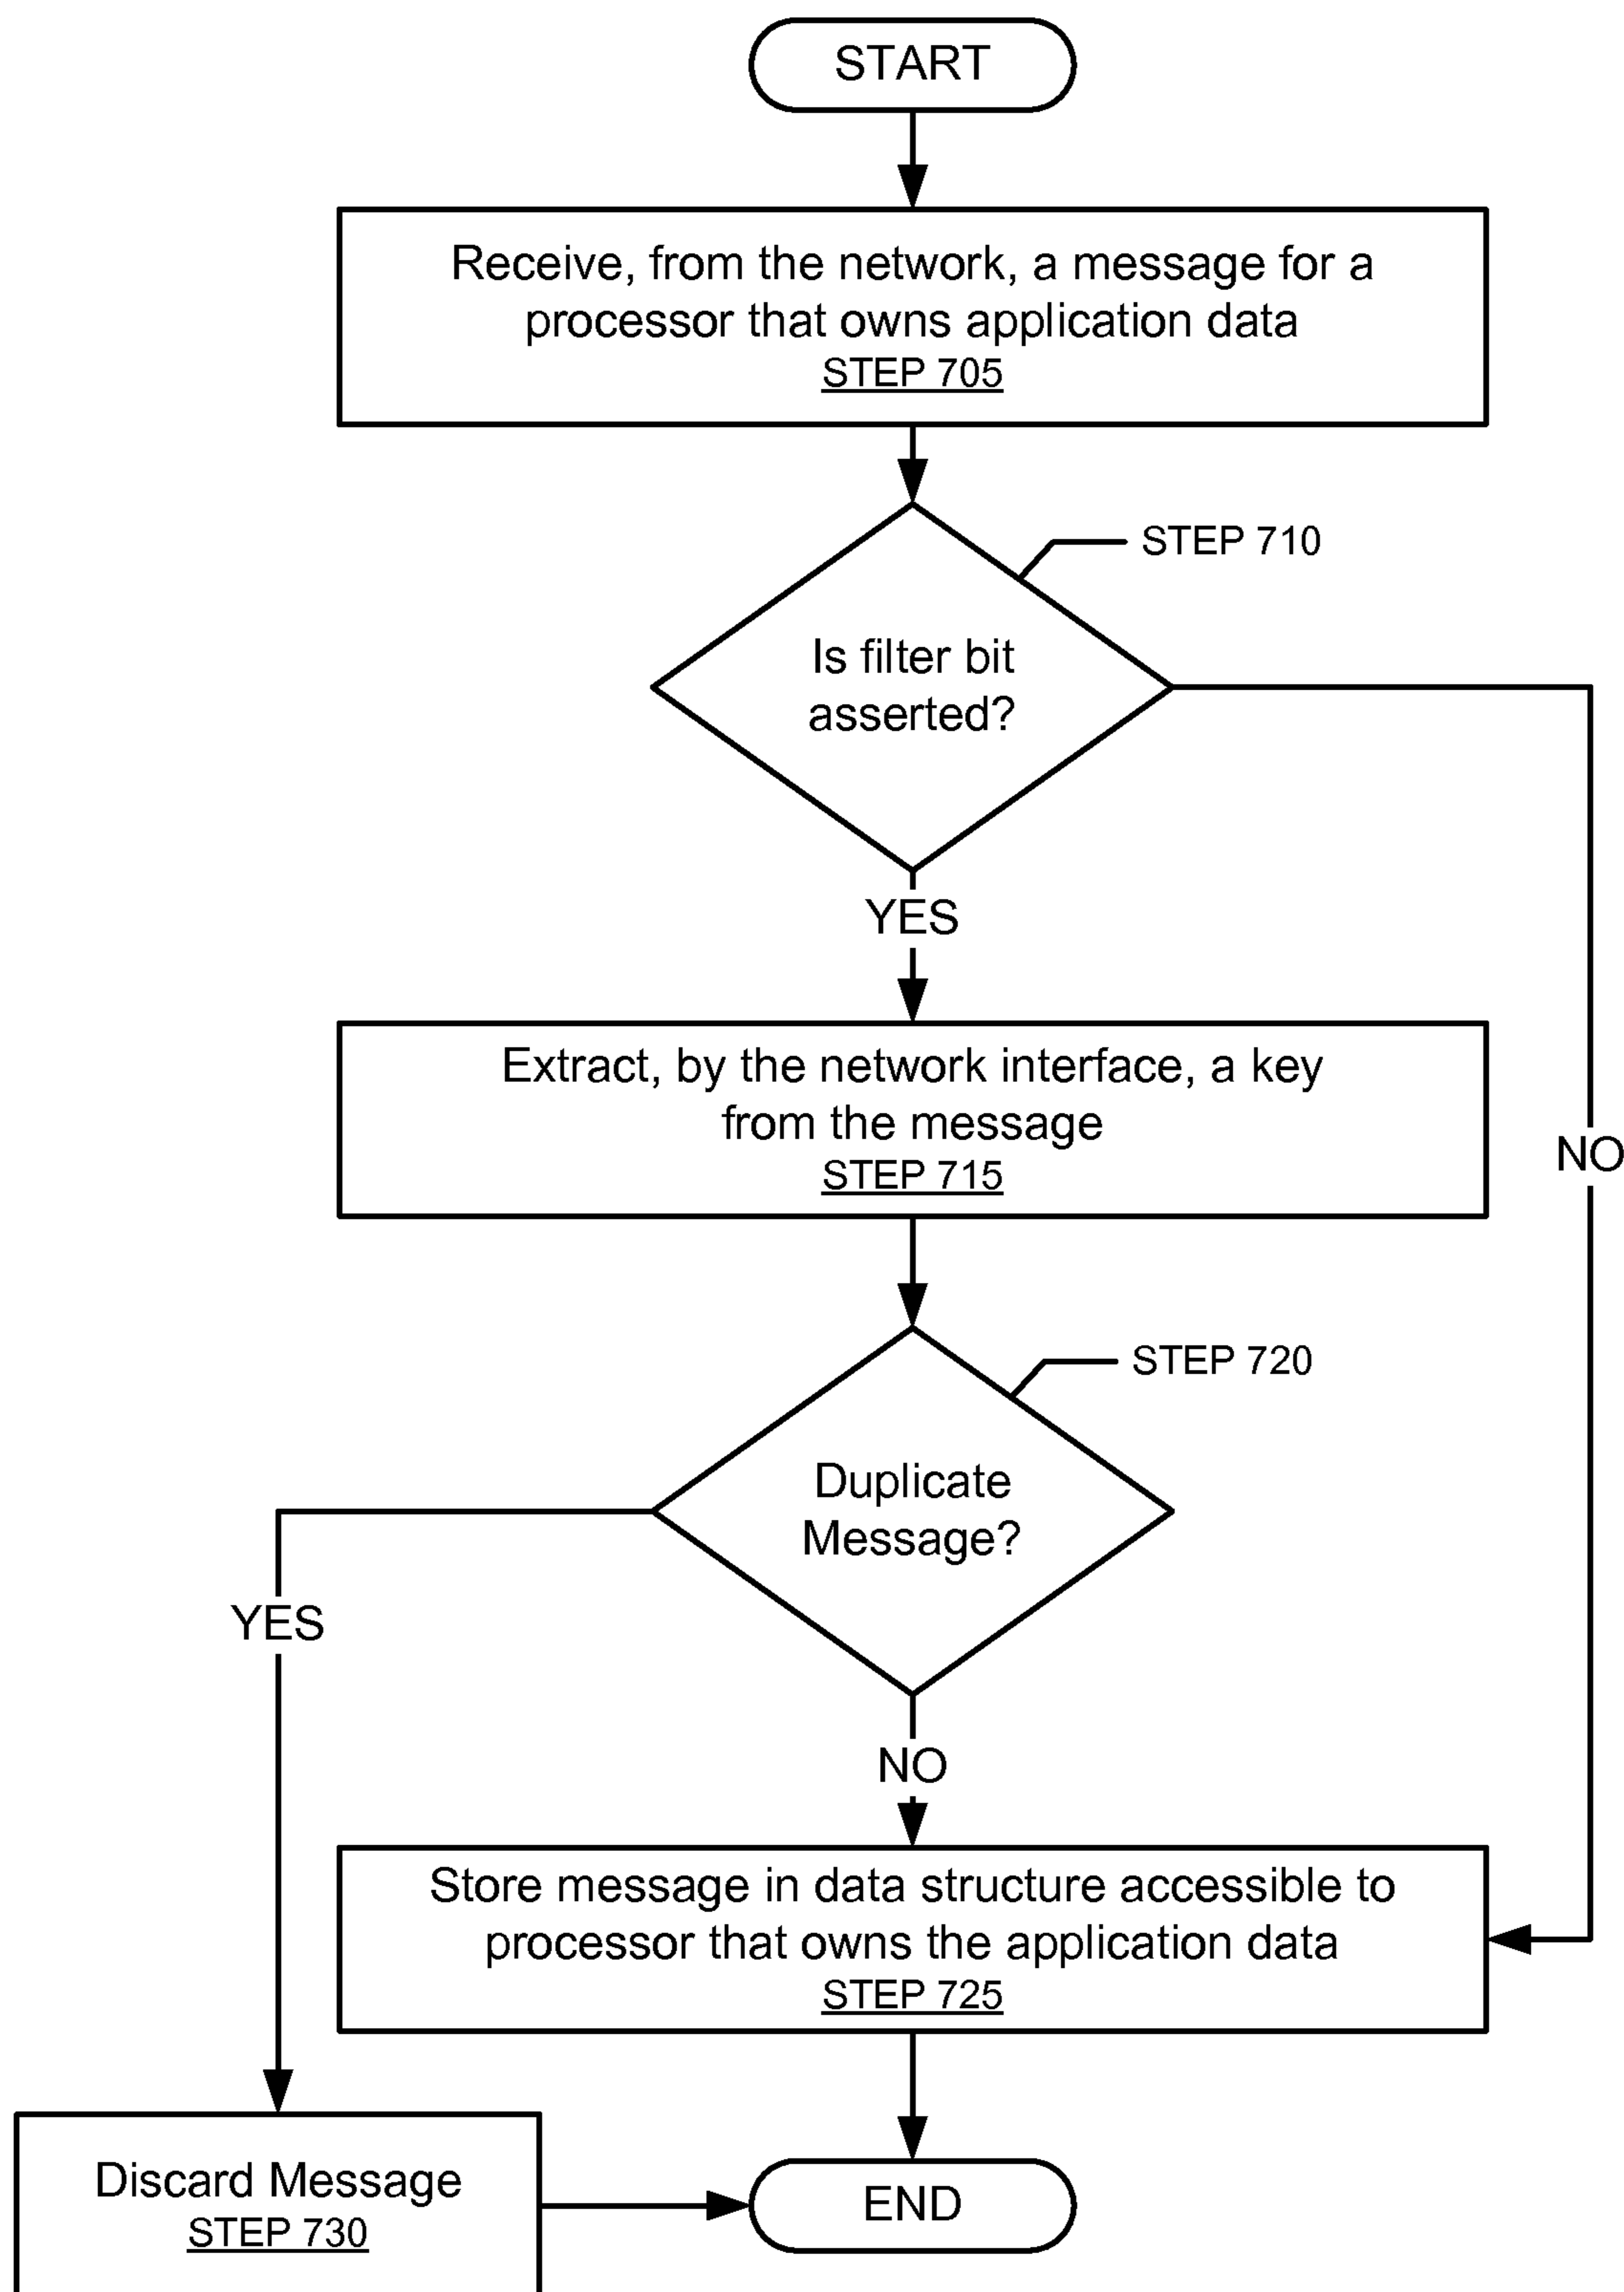 START
Receive, from the network, a message for a
processor that owns application data
STEP 705
STEP 710
Is filter bit
asserted?
YES
Extract, by the network interface, a key
from the message
STEP 715
NO
STEP 720
Duplicate
Message?
YES
NO
Store message in data structure accessible to
processor that owns the application data
STEP 725
Discard Message
STEP 730
END